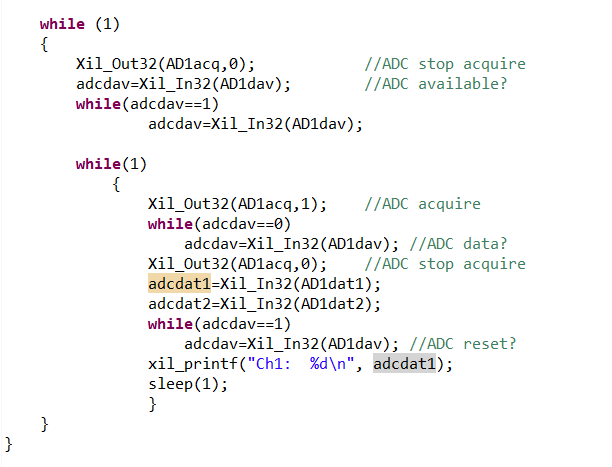 while (1)
{
Xil_Out32(AD1acq,0); //ADC stop acquire
adcdav=Xil_In32(AD1dav); //ADC available?
while(adcdav==1)
adcdav=Xil_In32(AD1dav);
while(1)
{
Xil_Out32(AD1acq,1); //ADC acquire
while(adcdav==0)
adcdav=Xil_In32(AD1dav); //ADC data?
Xil_Out32(AD1acq,0); //ADC stop acquire
adcdat1=Xil_In32(AD1dat1);
adcdat2=Xil_In32(AD1dat2);
while(adcdav==1)
adcdav=Xil_In32(AD1dav); //ADC reset?
xil_printf("Ch1:  %d\n", adcdat1);
sleep(1);
}
}
}